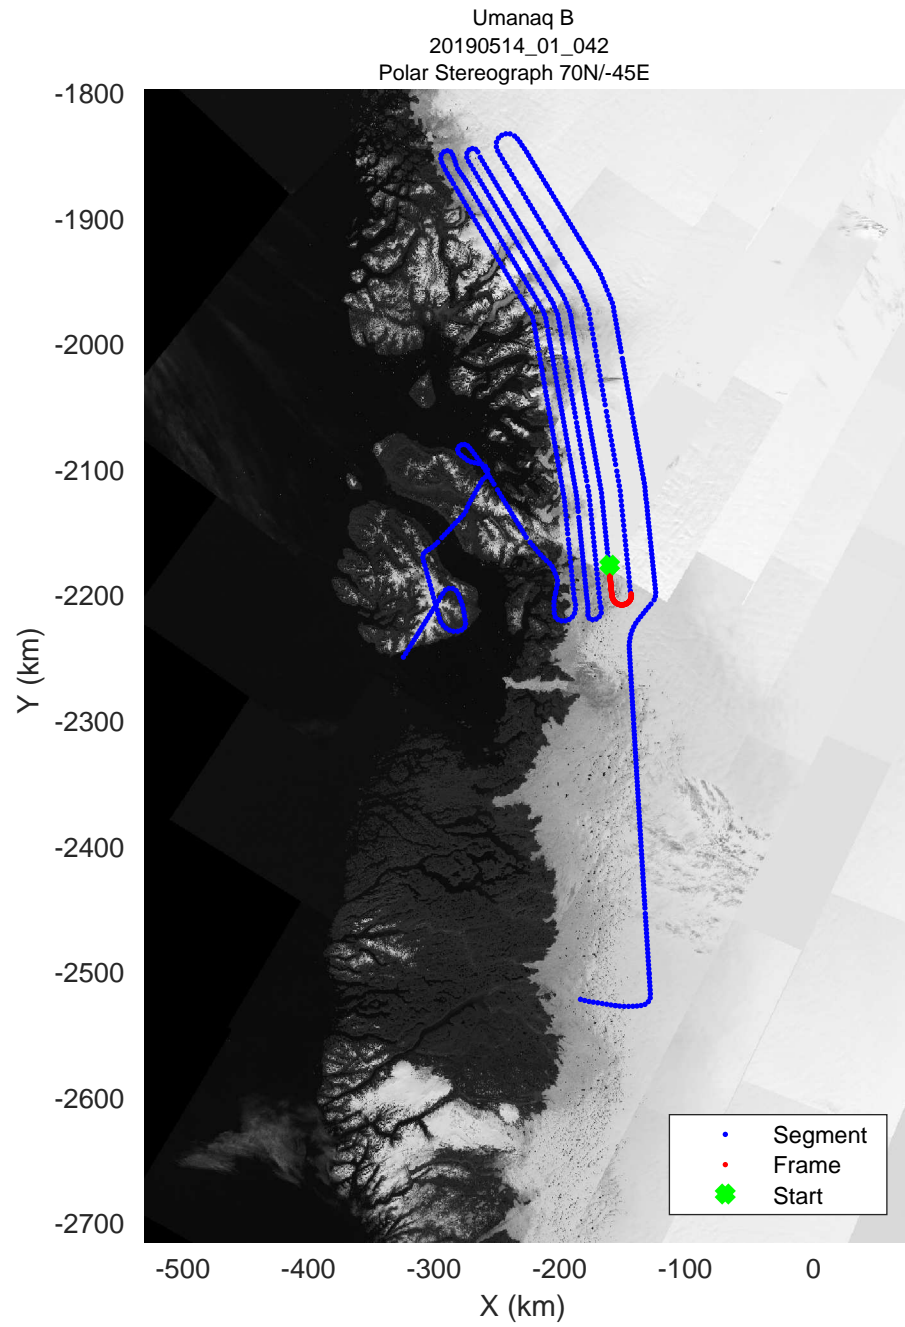 Umanaq B
20190514_01_042
Polar Stereograph 70N/-45E
-1800
-1900
-2000
-2100
-2200
-2300
-2400
-2500
-2600
-2700
Y (km)
-500 -400 -300 -200 -100 0
X (km)
Segment
Frame
Start